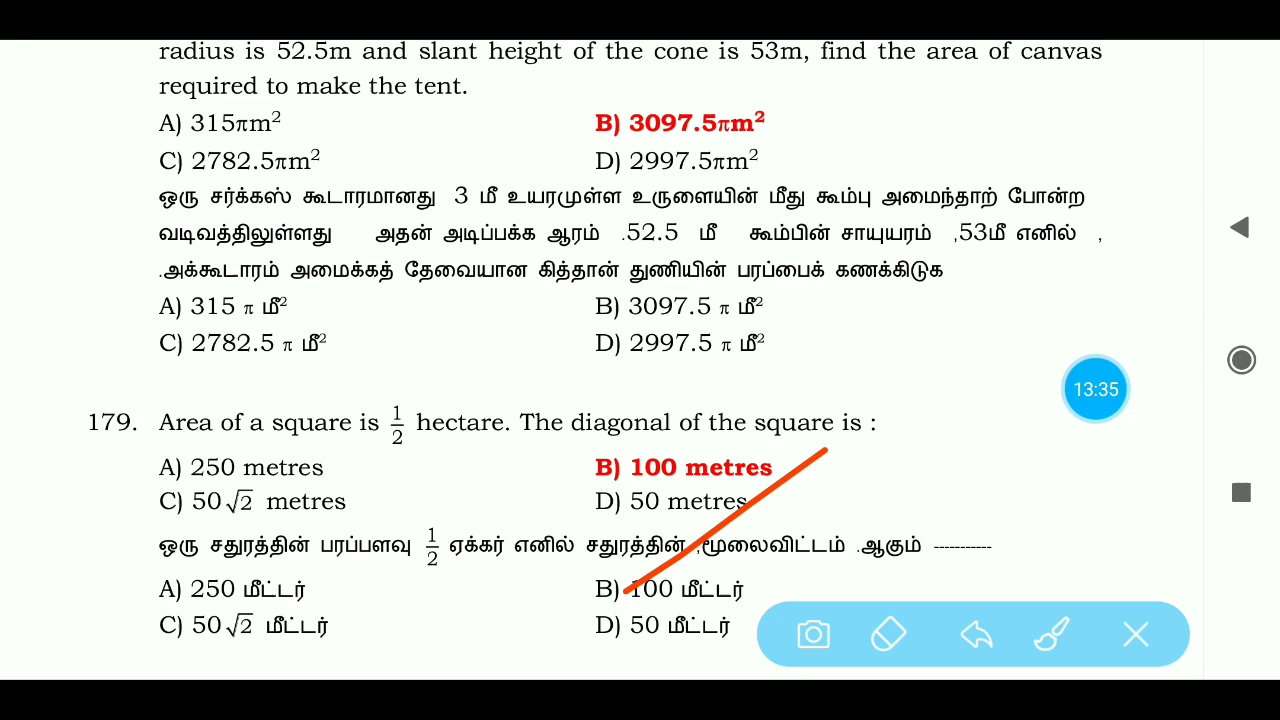 radius is 52.5m and slant height of the cone is 53m, find the area of canvas
required to make the tent.
A) 315πm² B) 3097.5πm²
C) 2782.5πm² D) 2997.5πm²
ஒரு சர்க்கஸ் கூடாரமானது 3 மீ உயரமுள்ள உருளையின் மீது கூம்பு அமைந்தாற் போன்ற
வடிவத்திலுள்ளது அதன் அடிப்பக்க ஆரம் .52.5 மீ கூம்பின் சாயுயரம் ,53மீ எனில் ,
.அக்கூடாரம் அமைக்கத் தேவையான கித்தான் துணியின் பரப்பைக் கணக்கிடுக
A) 315 π மீ² B) 3097.5 π மீ²
C) 2782.5 π மீ² D) 2997.5 π மீ²
13:35
179. Area of a square is 1/2 hectare. The diagonal of the square is :
A) 250 metres B) 100 metres
C) 50√2 metres D) 50 metres
ஒரு சதுரத்தின் பரப்பளவு 1/2 ஏக்கர் எனில் சதுரத்தின் ,மூலைவிட்டம் .ஆகும் -----------
A) 250 மீட்டர் B) 100 மீட்டர்
C) 50√2 மீட்டர் D) 50 மீட்டர்